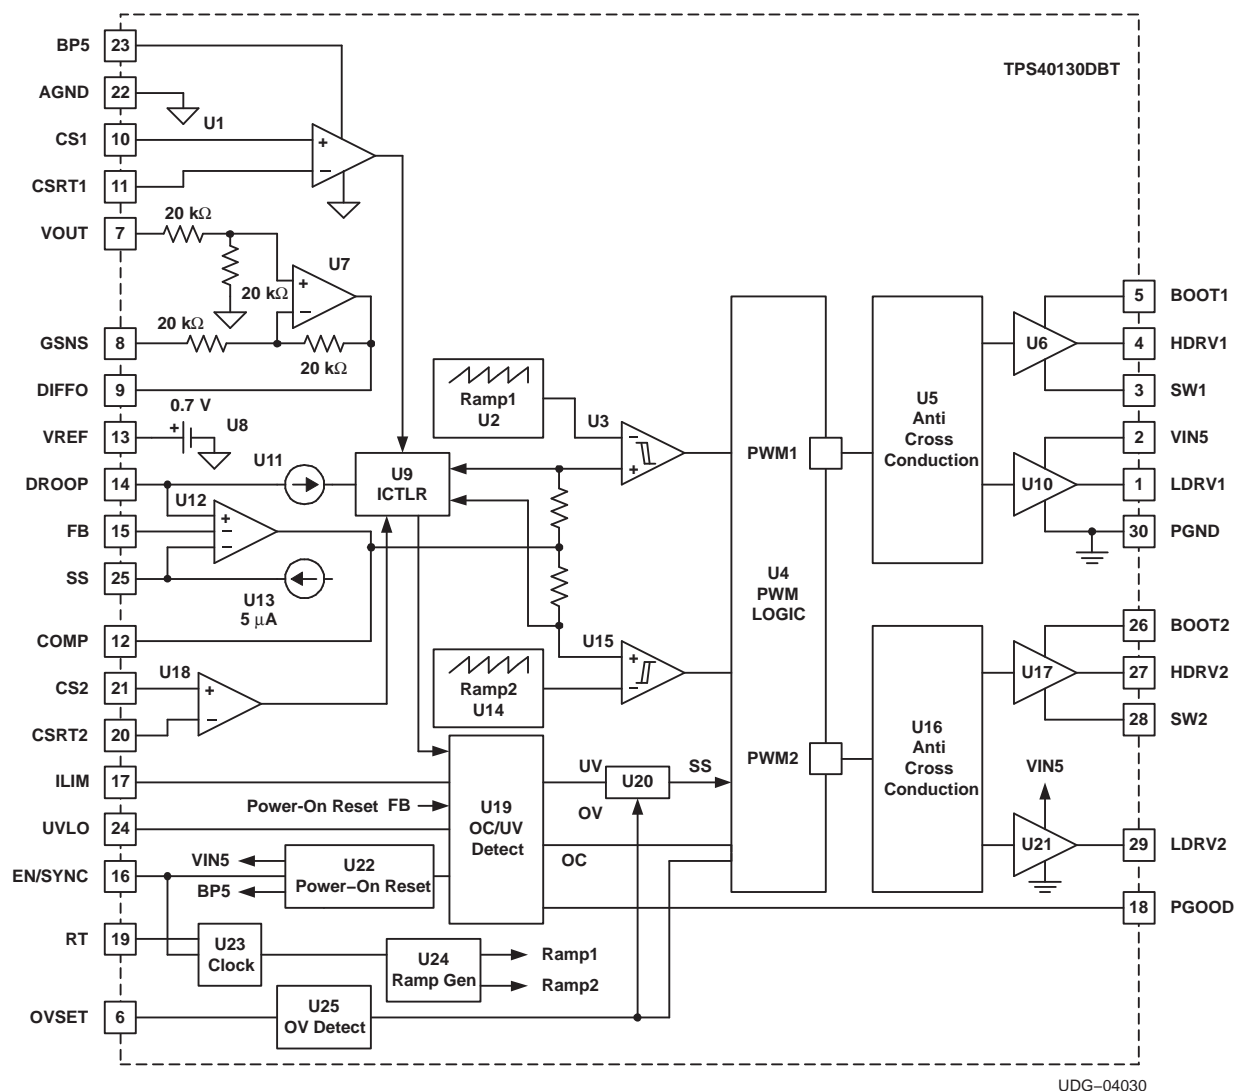 TPS40130DBT
BP5 23
AGND 22
CS1 10
U1
+
−
CSRT1 11
VOUT 7
20 kΩ
20 kΩ
U7
+
−
GSNS 8
20 kΩ
20 kΩ
DIFFO 9
VREF 13
0.7 V
+
U8
DROOP 14
U11
U9
ICTLR
U12
+
−
−
FB 15
SS 25
U13
5 μA
COMP 12
CS2 21
U18
+
−
CSRT2 20
ILIM 17
Power-On Reset FB
UVLO 24
EN/SYNC 16
VIN5
BP5
U22
Power−On Reset
RT 19
U23
Clock
U24
Ramp Gen
Ramp1
Ramp2
OVSET 6
U25
OV Detect
Ramp1
U2
U3
−
+
U15
+
−
Ramp2
U14
U19
OC/UV
Detect
UV
OV
OC
U20
SS
PWM1
U4
PWM
LOGIC
PWM2
U5
Anti
Cross
Conduction
U6
U10
U16
Anti
Cross
Conduction
U17
VIN5
U21
5 BOOT1
4 HDRV1
3 SW1
2 VIN5
1 LDRV1
30 PGND
26 BOOT2
27 HDRV2
28 SW2
29 LDRV2
18 PGOOD
UDG−04030